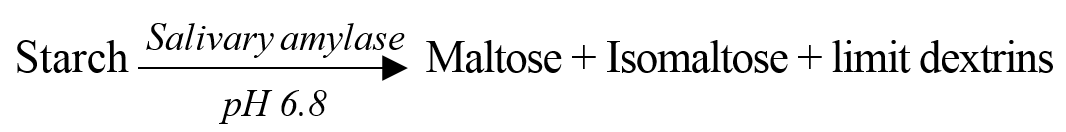 Salivary amylase
Starch Maltose + Isomaltose + limit dextrins
pH 6.8